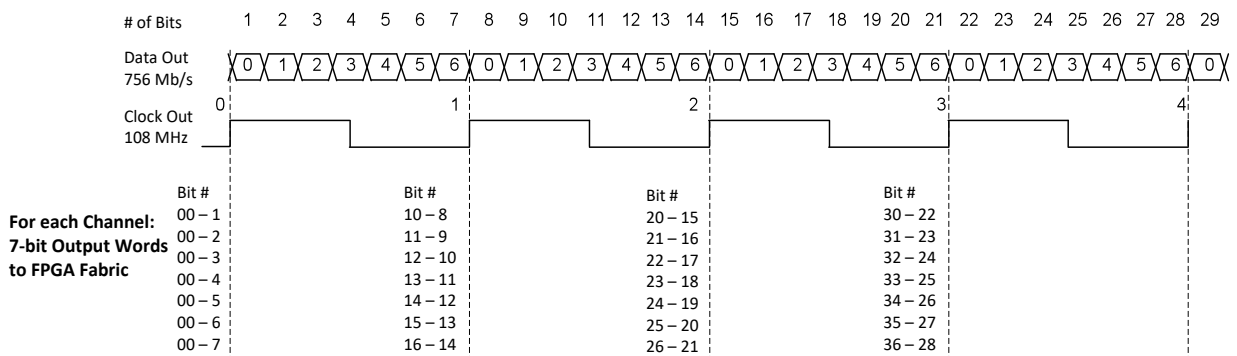 # of Bits 1 2 3 4 5 6 7 8 9 10 11 12 13 14 15 16 17 18 19 20 21 22 23 24 25 26 27 28 29
Data Out
756 Mb/s
0 1 2 3 4 5 6 0 1 2 3 4 5 6 0 1 2 3 4 5 6 0 1 2 3 4 5 6 0
0 1 2 3 4
Clock Out
108 MHz
For each Channel:
7-bit Output Words
to FPGA Fabric
Bit #
00 – 1
00 – 2
00 – 3
00 – 4
00 – 5
00 – 6
00 – 7
Bit #
10 – 8
11 – 9
12 – 10
13 – 11
14 – 12
15 – 13
16 – 14
Bit #
20 – 15
21 – 16
22 – 17
23 – 18
24 – 19
25 – 20
26 – 21
Bit #
30 – 22
31 – 23
32 – 24
33 – 25
34 – 26
35 – 27
36 – 28